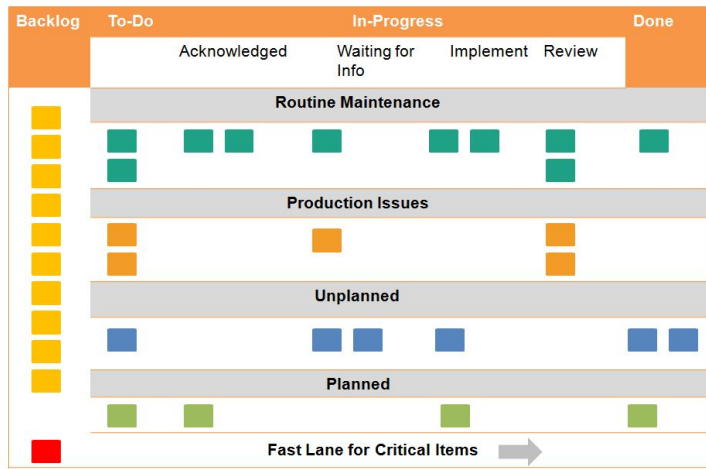 Backlog To-Do In-Progress Done
Acknowledged Waiting for Info Implement Review
Routine Maintenance
Production Issues
Unplanned
Planned
Fast Lane for Critical Items